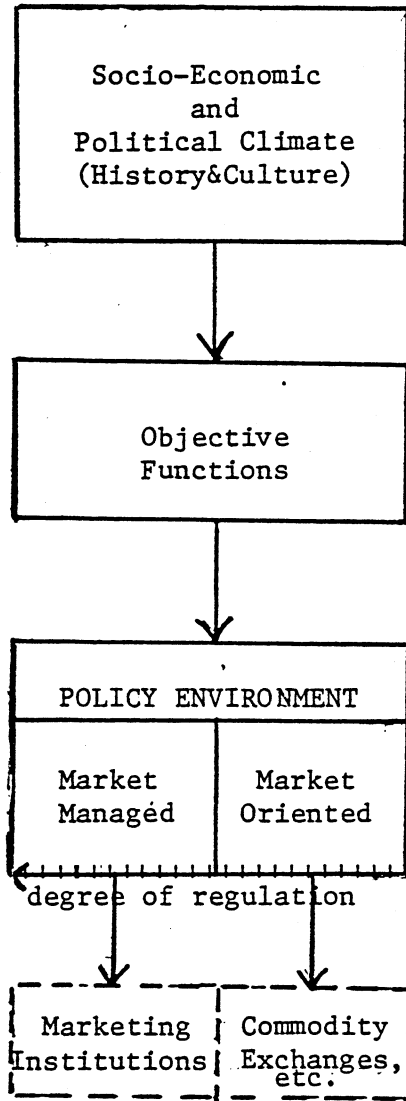 Socio-Economic
and
Political Climate
(History&Culture)
Objective
Functions
POLICY ENVIRONMENT
Market
Managed
Market
Oriented
degree of regulation
Marketing
Institutions
Commodity
Exchanges,
etc.